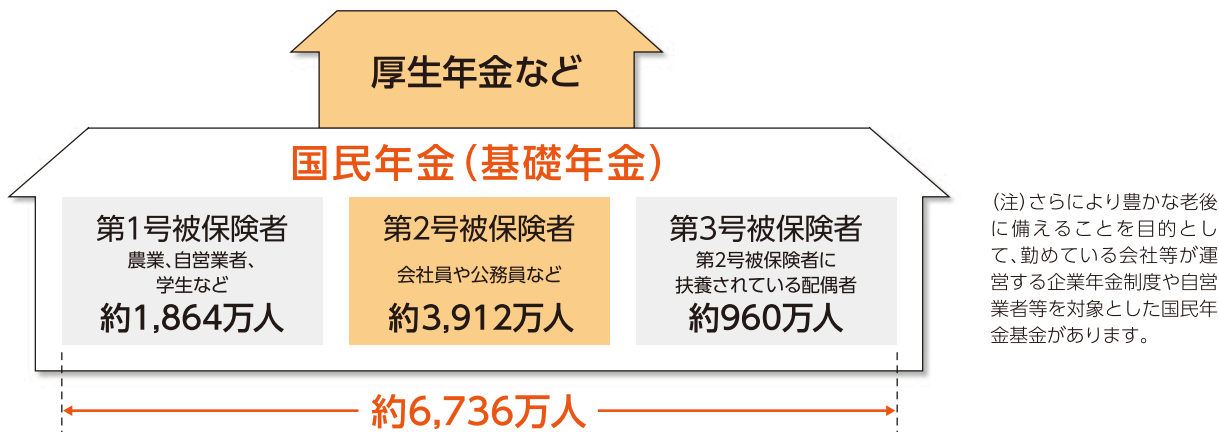 厚生年金など
国民年金（基礎年金）
第1号被保険者
農業、自営業者、
学生など
約1,864万人
第2号被保険者
会社員や公務員など
約3,912万人
第3号被保険者
第2号被保険者に
扶養されている配偶者
約960万人
約6,736万人
（注）さらにより豊かな老後
に備えることを目的とし
て、勤めている会社等が運
営する企業年金制度や自営
業者等を対象とした国民年
金基金があります。